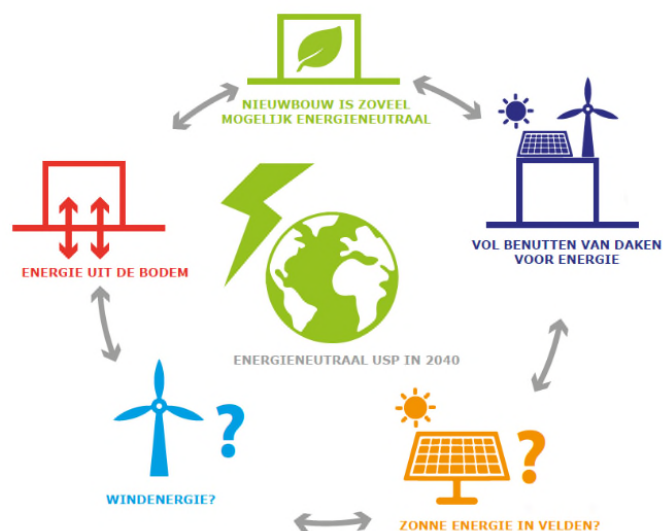 NIEUWBOUW IS ZOVEEL
MOGELIJK ENERGIENEUTRAAL
VOL BENUTTEN VAN DAKEN
VOOR ENERGIE
ENERGIE UIT DE BODEM
ENERGIENEUTRAAL USP IN 2040
?
?
WINDENERGIE?
ZONNE ENERGIE IN VELDEN?